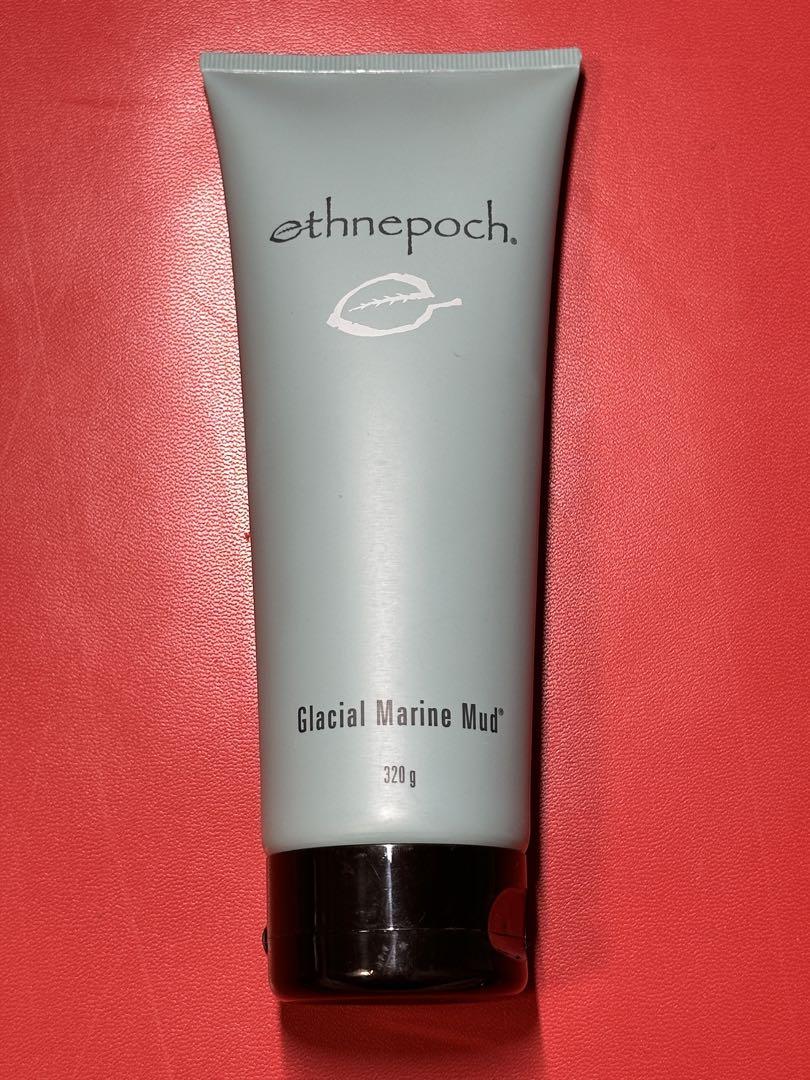 ethnepoch®
Glacial Marine Mud®
320 g